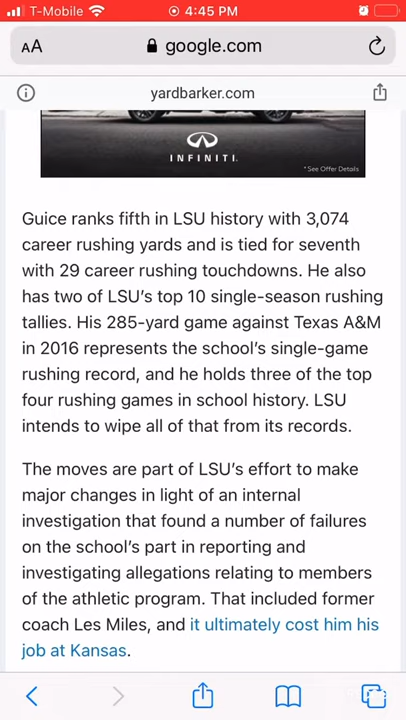 T-Mobile 4:45 PM
AA google.com
yardbarker.com
INFINITI.
*See Offer Details
Guice ranks fifth in LSU history with 3,074
career rushing yards and is tied for seventh
with 29 career rushing touchdowns. He also
has two of LSU’s top 10 single-season rushing
tallies. His 285-yard game against Texas A&M
in 2016 represents the school’s single-game
rushing record, and he holds three of the top
four rushing games in school history. LSU
intends to wipe all of that from its records.
The moves are part of LSU’s effort to make
major changes in light of an internal
investigation that found a number of failures
on the school’s part in reporting and
investigating allegations relating to members
of the athletic program. That included former
coach Les Miles, and it ultimately cost him his
job at Kansas.